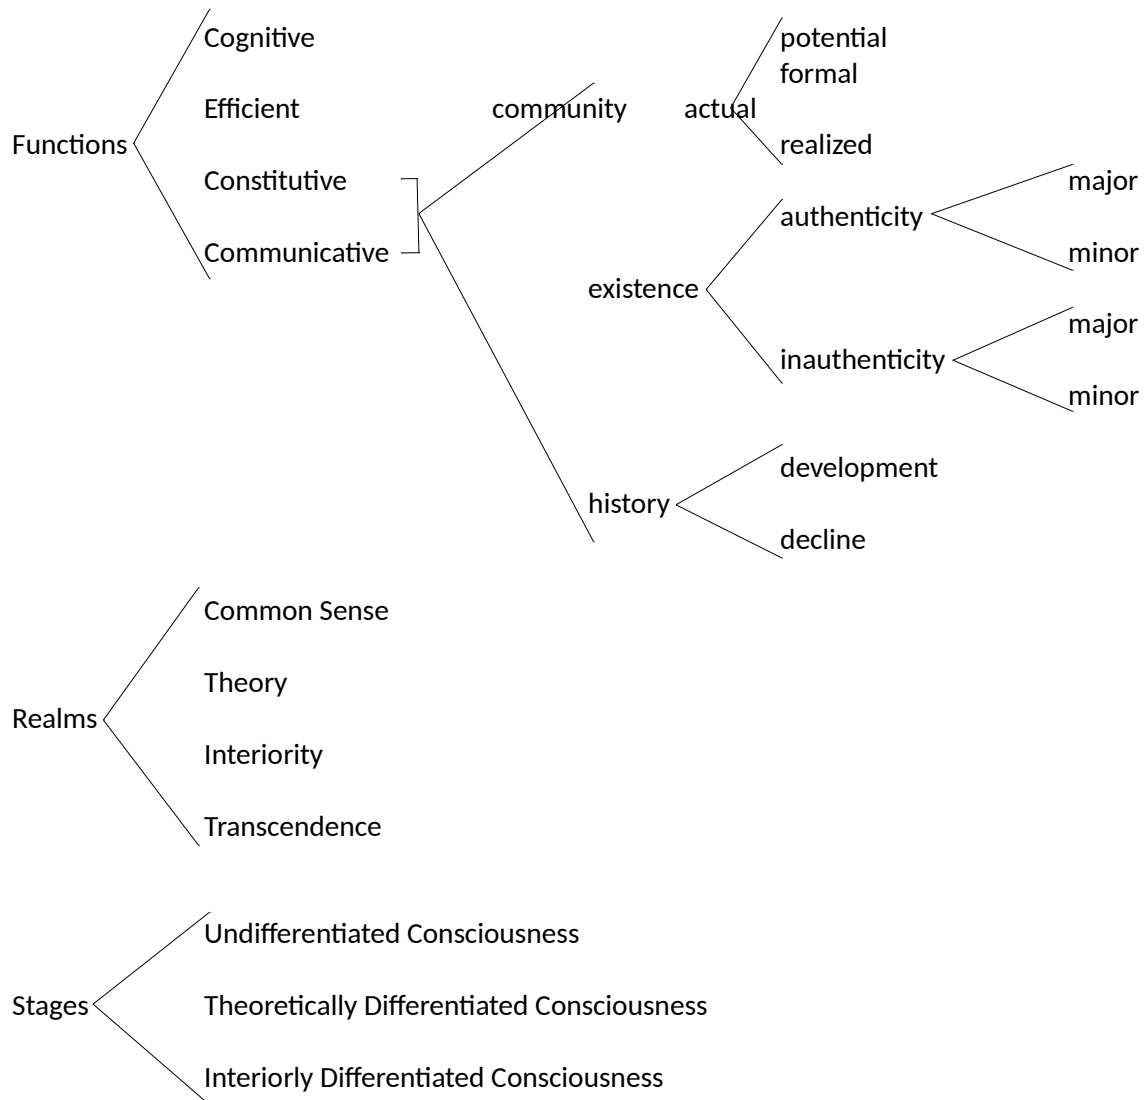 Cognitive potential
formal
Efficient community actual
Functions realized
Constitutive major
authenticity
Communicative minor
existence
major
inauthenticity
minor
development
history
decline
Common Sense
Theory
Realms
Interiority
Transcendence
Undifferentiated Consciousness
Stages Theoretically Differentiated Consciousness
Interiorly Differentiated Consciousness